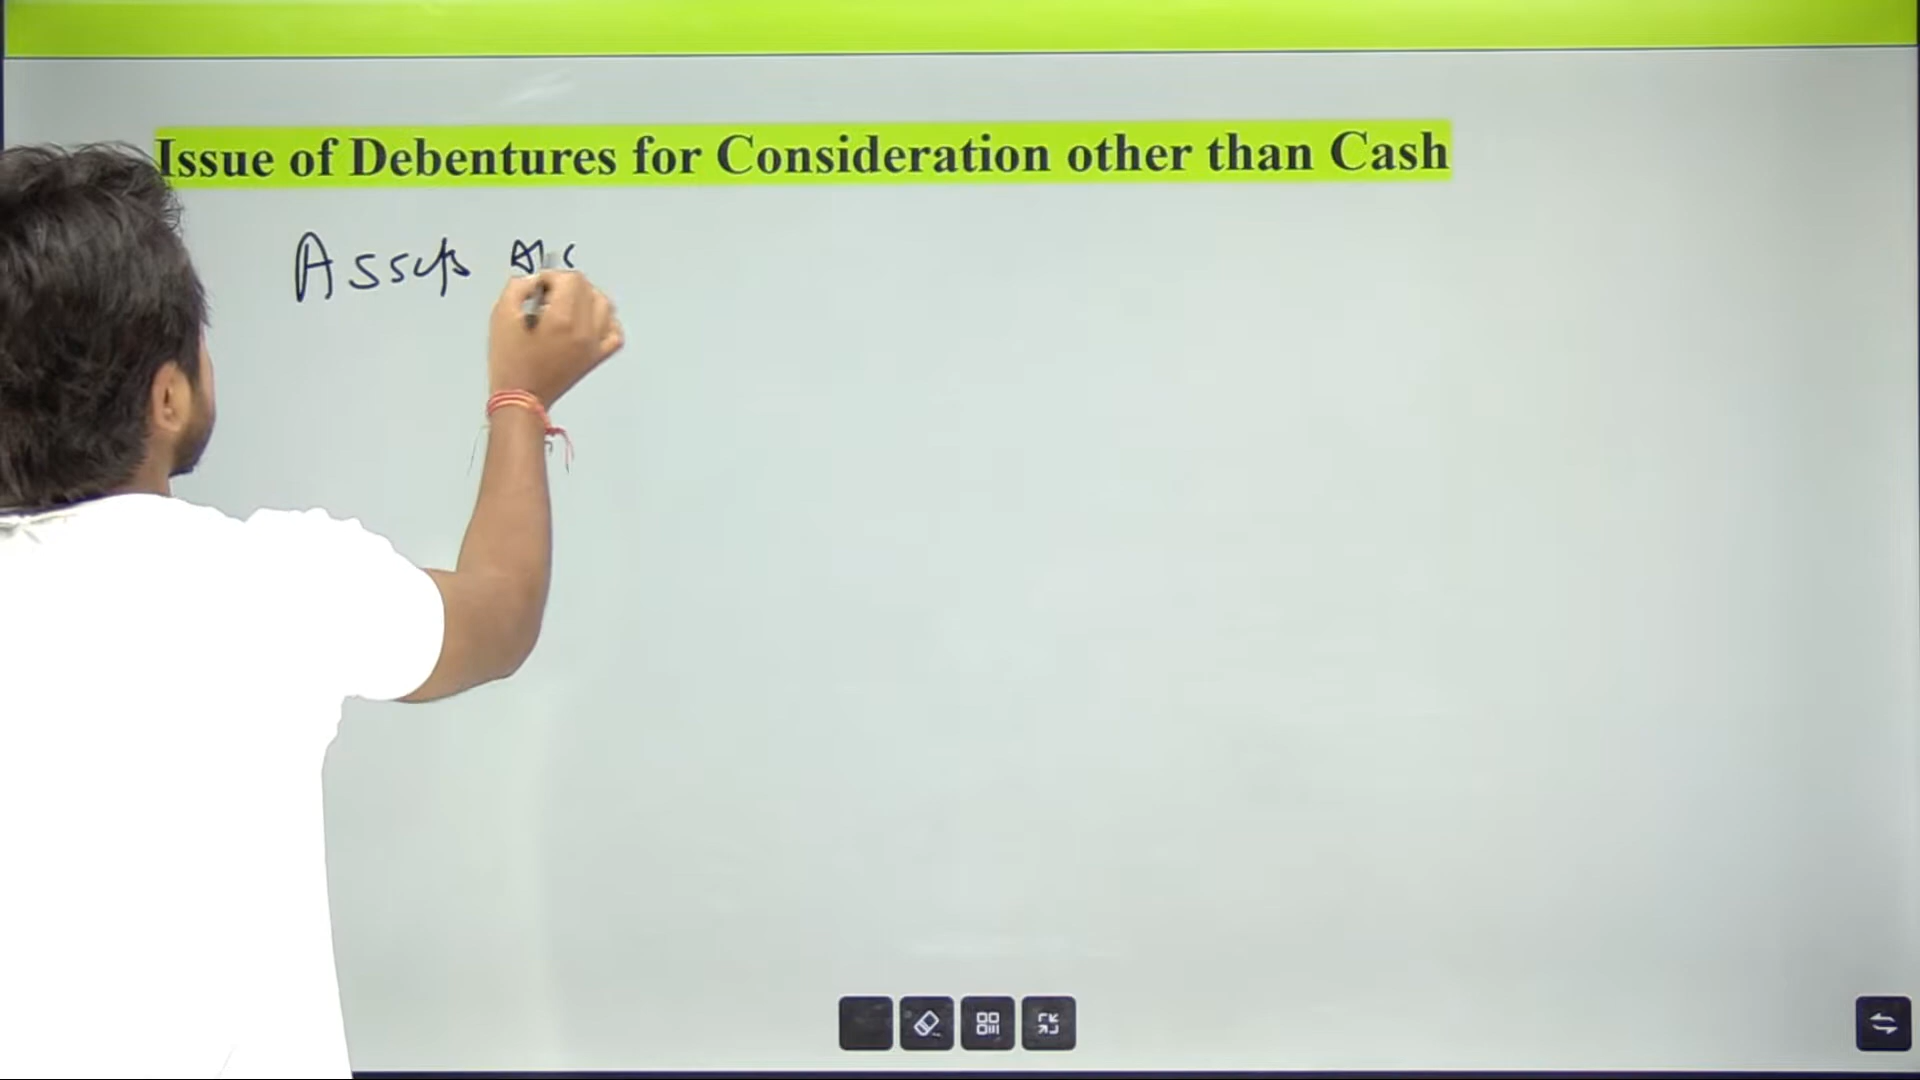 Issue of Debentures for Consideration other than Cash
Assets A/c